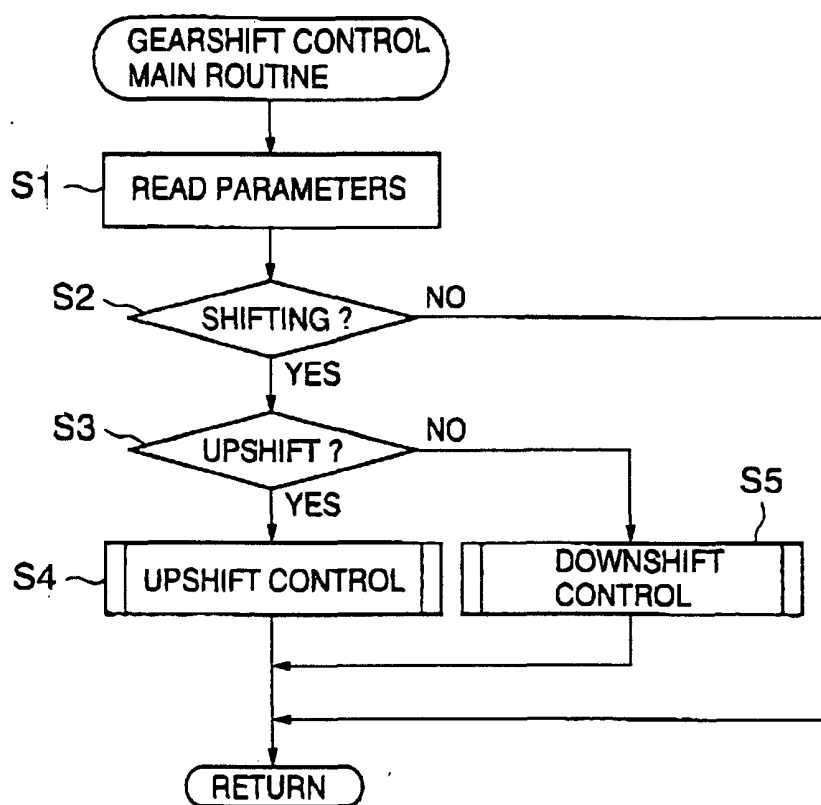 GEARSHIFT CONTROL
MAIN ROUTINE
S1
READ PARAMETERS
S2
SHIFTING ?
NO
YES
S3
UPSHIFT ?
NO
YES
S5
S4
UPSHIFT CONTROL
DOWNSHIFT
CONTROL
RETURN